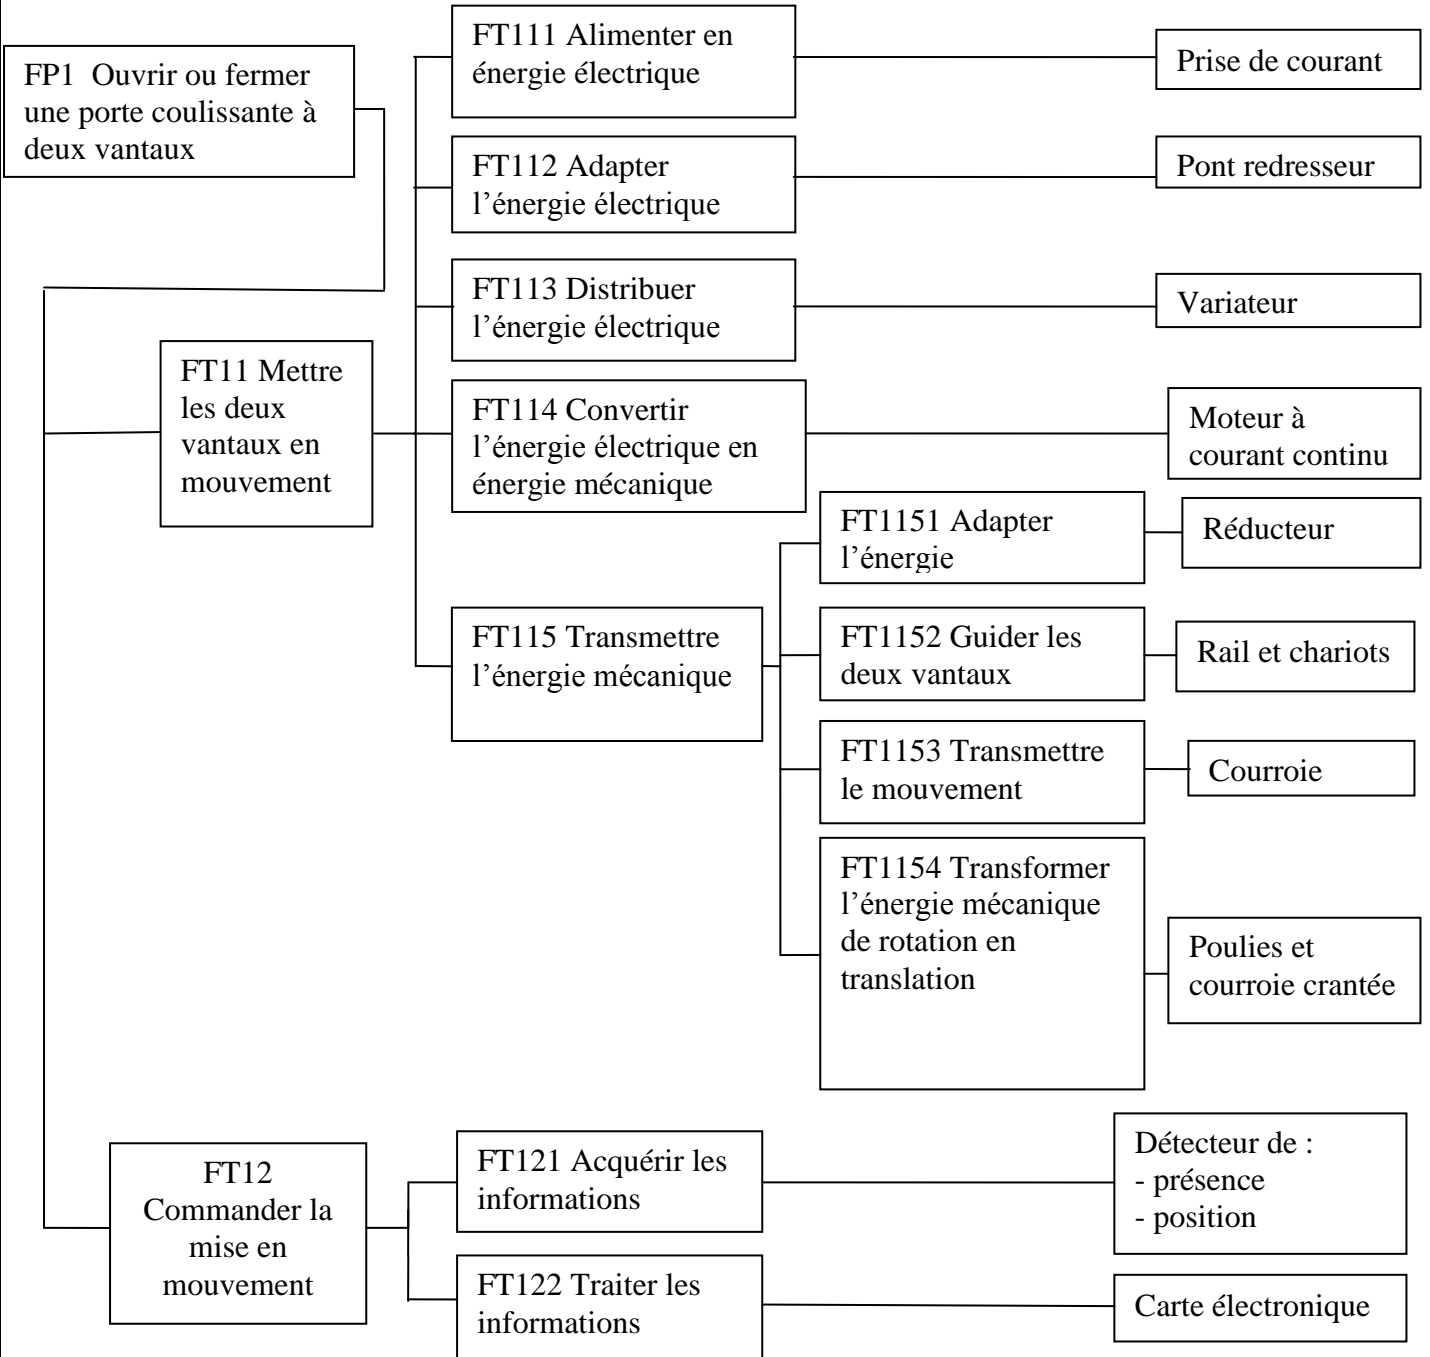 FP1 Ouvrir ou fermer
une porte coulissante à
deux vantaux
FT111 Alimenter en
énergie électrique
Prise de courant
FT112 Adapter
l’énergie électrique
Pont redresseur
FT113 Distribuer
l’énergie électrique
Variateur
FT11 Mettre
les deux
vantaux en
mouvement
FT114 Convertir
l’énergie électrique en
énergie mécanique
Moteur à
courant continu
FT115 Transmettre
l’énergie mécanique
FT1151 Adapter
l’énergie
Réducteur
FT1152 Guider les
deux vantaux
Rail et chariots
FT1153 Transmettre
le mouvement
Courroie
FT1154 Transformer
l’énergie mécanique
de rotation en
translation
Poulies et
courroie crantée
FT12
Commander la
mise en
mouvement
FT121 Acquérir les
informations
Détecteur de :
- présence
- position
FT122 Traiter les
informations
Carte électronique